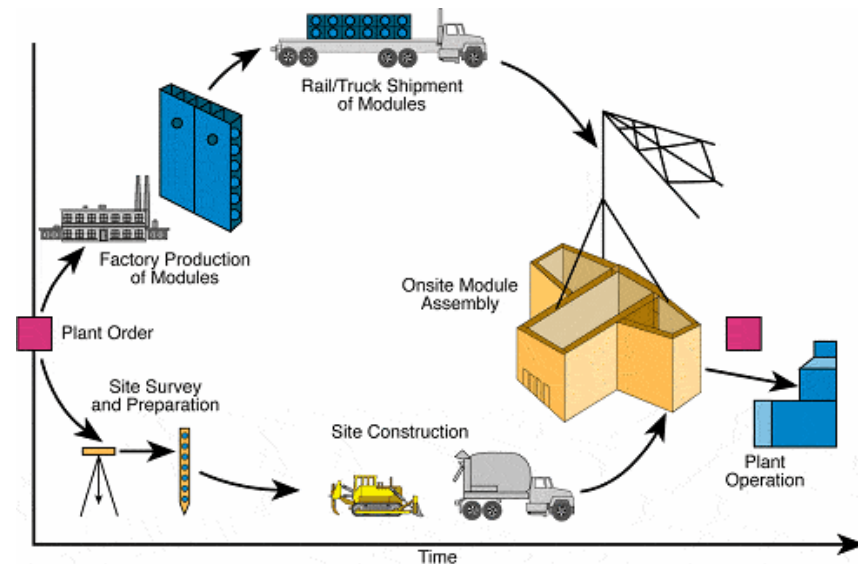 Rail/Truck Shipment
of Modules
Factory Production
of Modules
Onsite Module
Assembly
Plant Order
Site Survey
and Preparation
Site Construction
Plant
Operation
Time